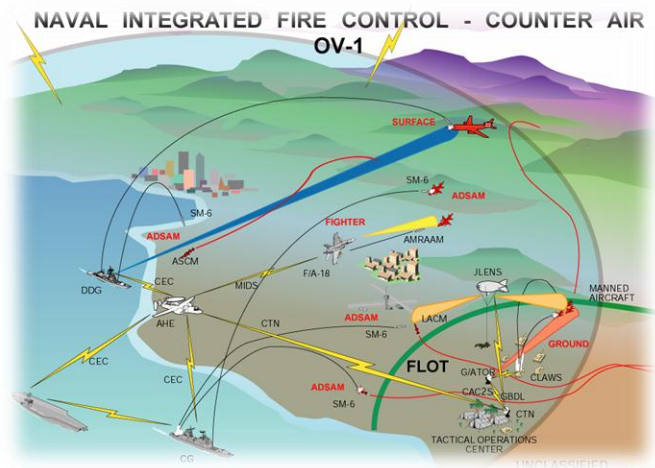 NAVAL INTEGRATED FIRE CONTROL - COUNTER AIR
OV-1
SURFACE
SM-6
ADSAM
SM-6
FIGHTER
ADSAM
ASCM
AMRAAM
F/A-18
DDG
CEC
MIDS
JLENS
MANNED
AIRCRAFT
AHE
ADSAM
LACM
CTN
SM-6
GROUND
CEC
FLOT
G/ATOR
CLAWS
CEC
ADSAM
CAC2S
GBDL
SM-6
CTN
TACTICAL OPERATIONS
CENTER
CG
UNCLASSIFIED